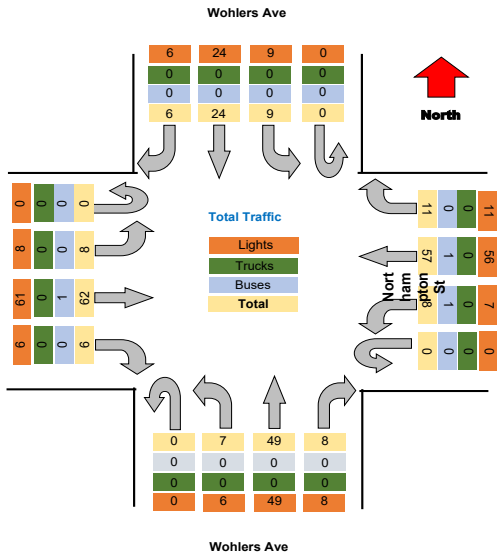 Wohlers Ave
6 24 9 0
0 0 0 0
0 0 0 0
6 24 9 0
North
0 0 0 0
8 0 0 8
61 0 1 62
6 0 0 6
Total Traffic
Lights
Trucks
Buses
Total
11 0 0 11
57 1 0 56
8 1 0 7
0 0 0 0
Northampton St
0 7 49 8
0 0 0 0
0 0 0 0
0 6 49 8
Wohlers Ave